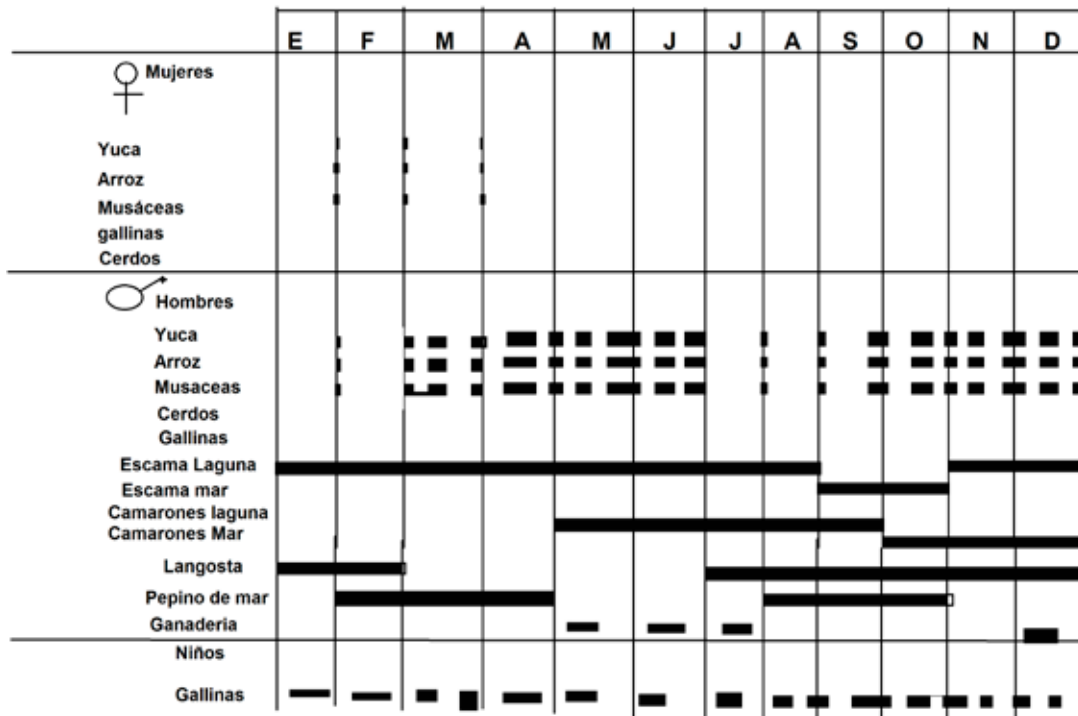 E F M A M J J A S O N D
Mujeres
Yuca
Arroz
Musáceas
gallinas
Cerdos
Hombres
Yuca
Arroz
Musaceas
Cerdos
Gallinas
Escama Laguna
Escama mar
Camarones laguna
Camarones Mar
Langosta
Pepino de mar
Ganaderia
Niños
Gallinas